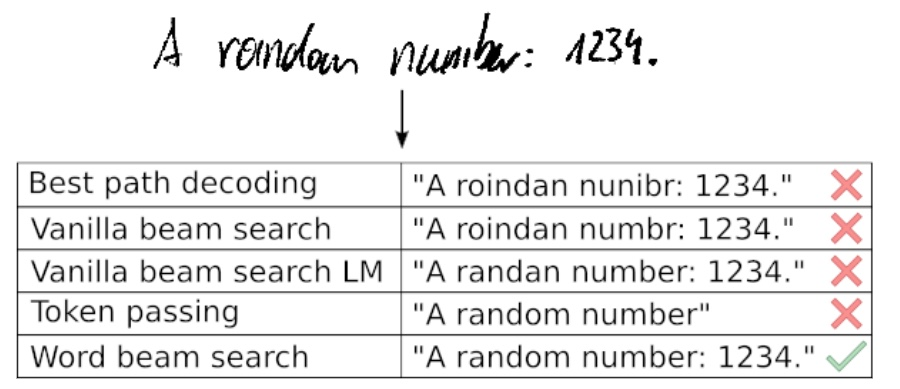 A random number: 1234.
Best path decoding "A roindan nunibr: 1234."
Vanilla beam search "A roindan numbr: 1234."
Vanilla beam search LM "A randan number: 1234."
Token passing "A random number"
Word beam search "A random number: 1234."